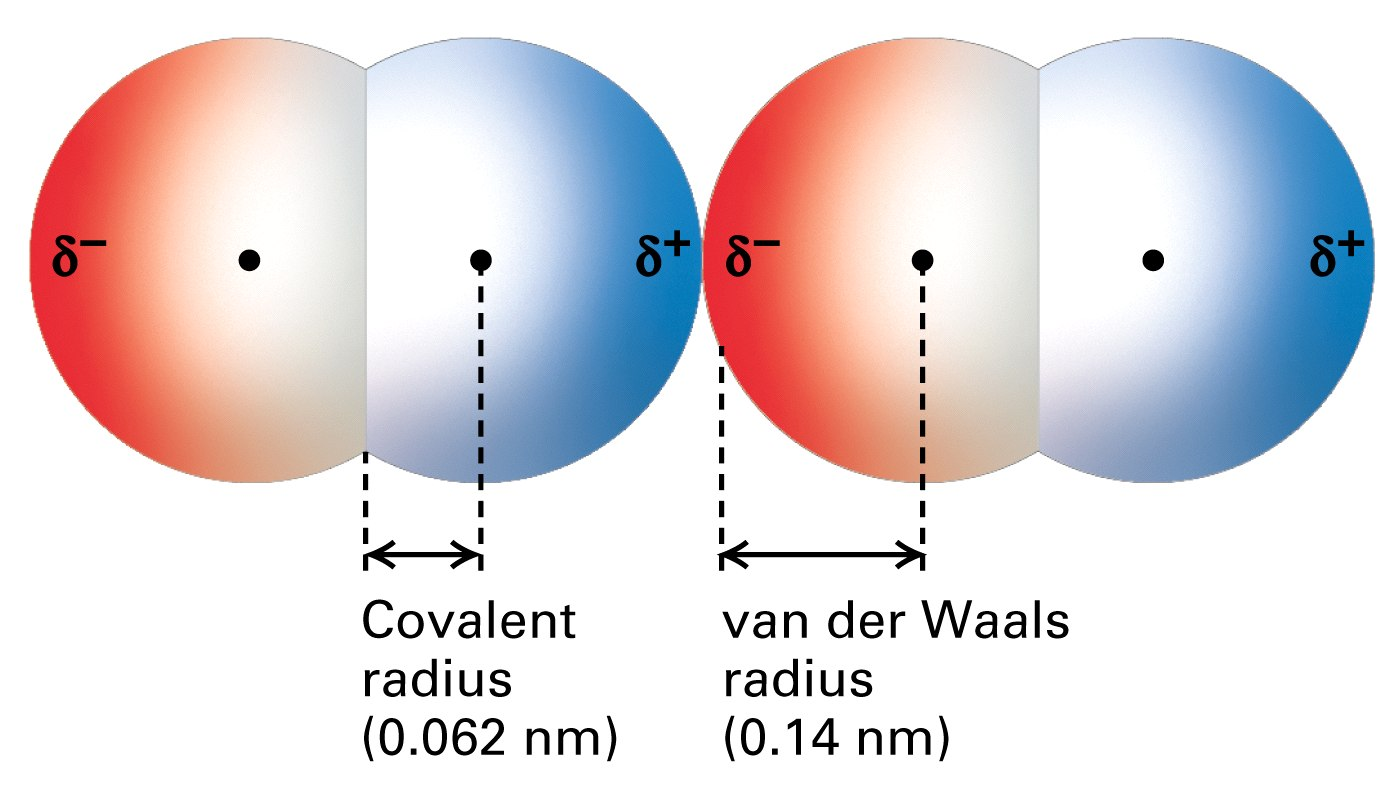 δ− δ+ δ− δ+
Covalent
radius
(0.062 nm)
van der Waals
radius
(0.14 nm)